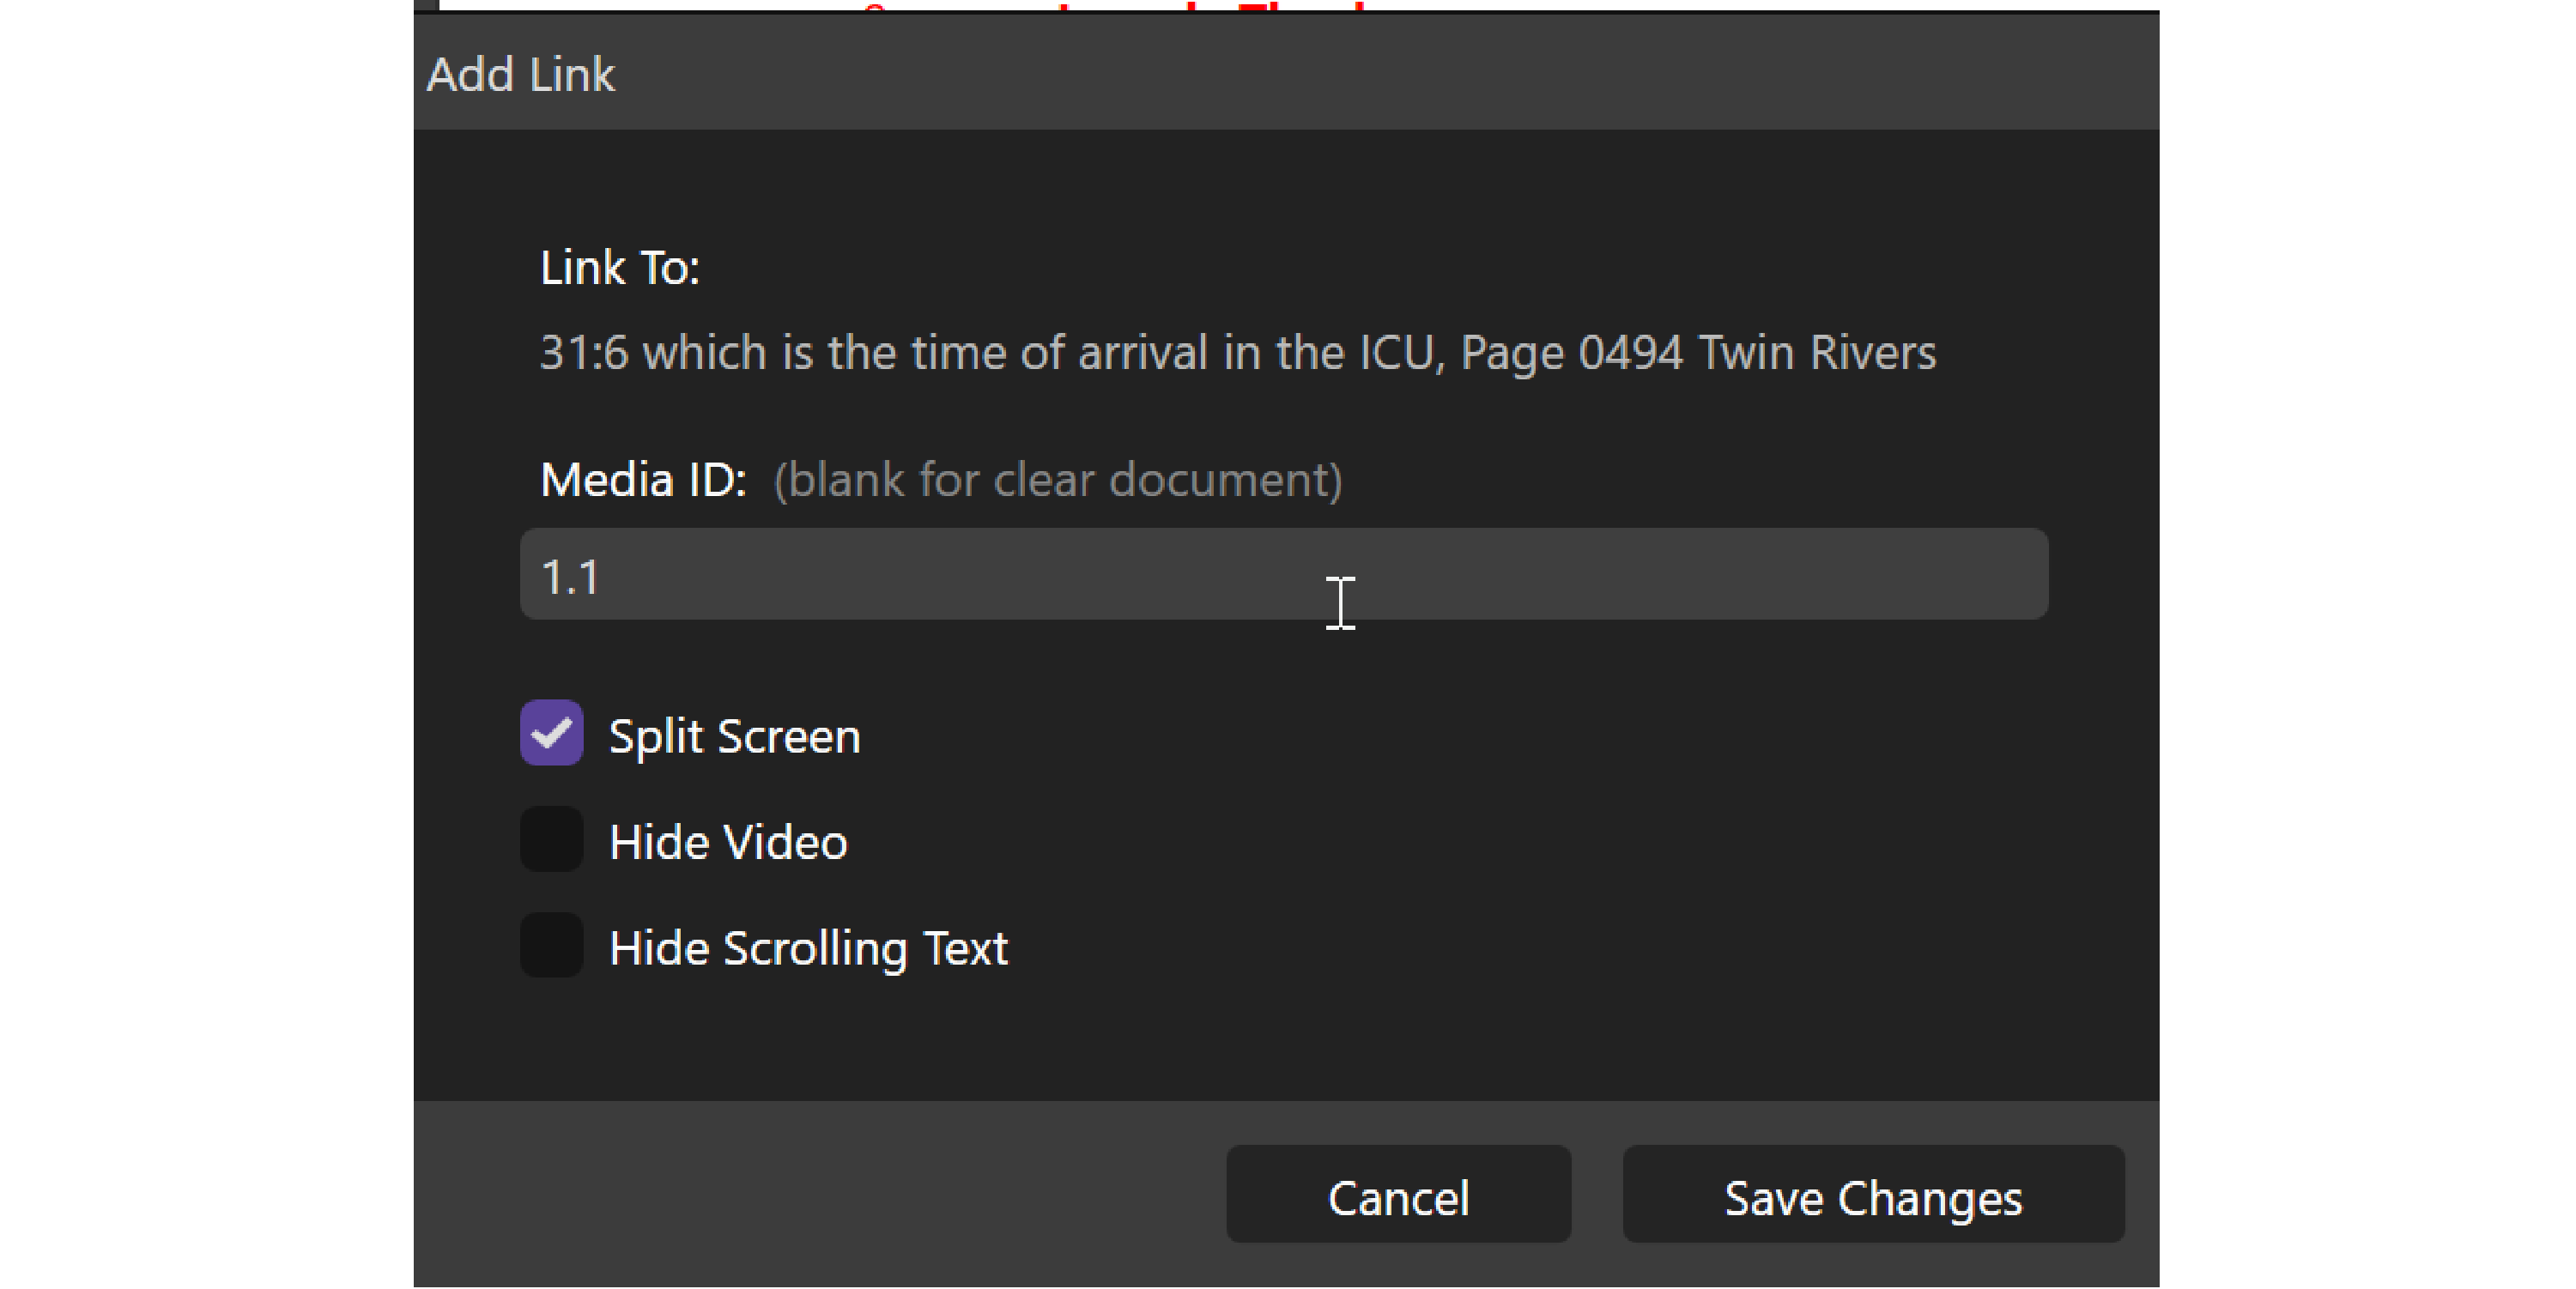 Add Link
Link To:
31:6 which is the time of arrival in the ICU, Page 0494 Twin Rivers
Media ID: (blank for clear document)
1.1
Split Screen
Hide Video
Hide Scrolling Text
Cancel
Save Changes